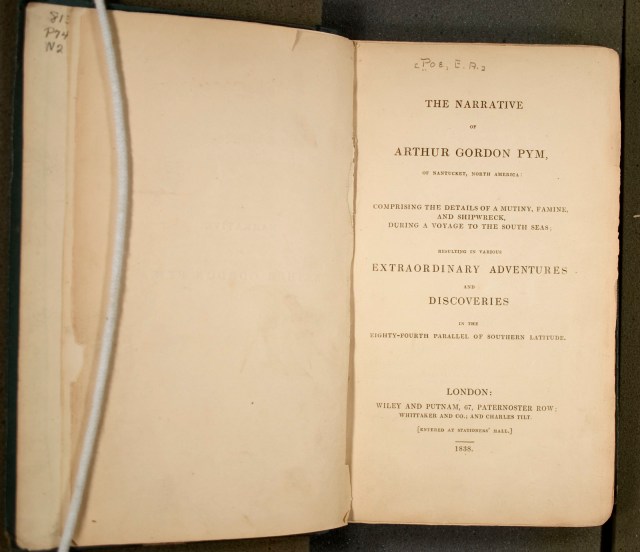 81
P74
N2
[POE, E. A.]
THE NARRATIVE
OF
ARTHUR GORDON PYM,
OF NANTUCKET, NORTH AMERICA:
COMPRISING THE DETAILS OF A MUTINY, FAMINE,
AND SHIPWRECK,
DURING A VOYAGE TO THE SOUTH SEAS;
RESULTING IN VARIOUS
EXTRAORDINARY ADVENTURES
AND
DISCOVERIES
IN THE
EIGHTY-FOURTH PARALLEL OF SOUTHERN LATITUDE.
LONDON:
WILEY AND PUTNAM, 67, PATERNOSTER ROW;
WHITTAKER AND CO.; AND CHARLES TILT.
[ENTERED AT STATIONERS' HALL.]
1838.